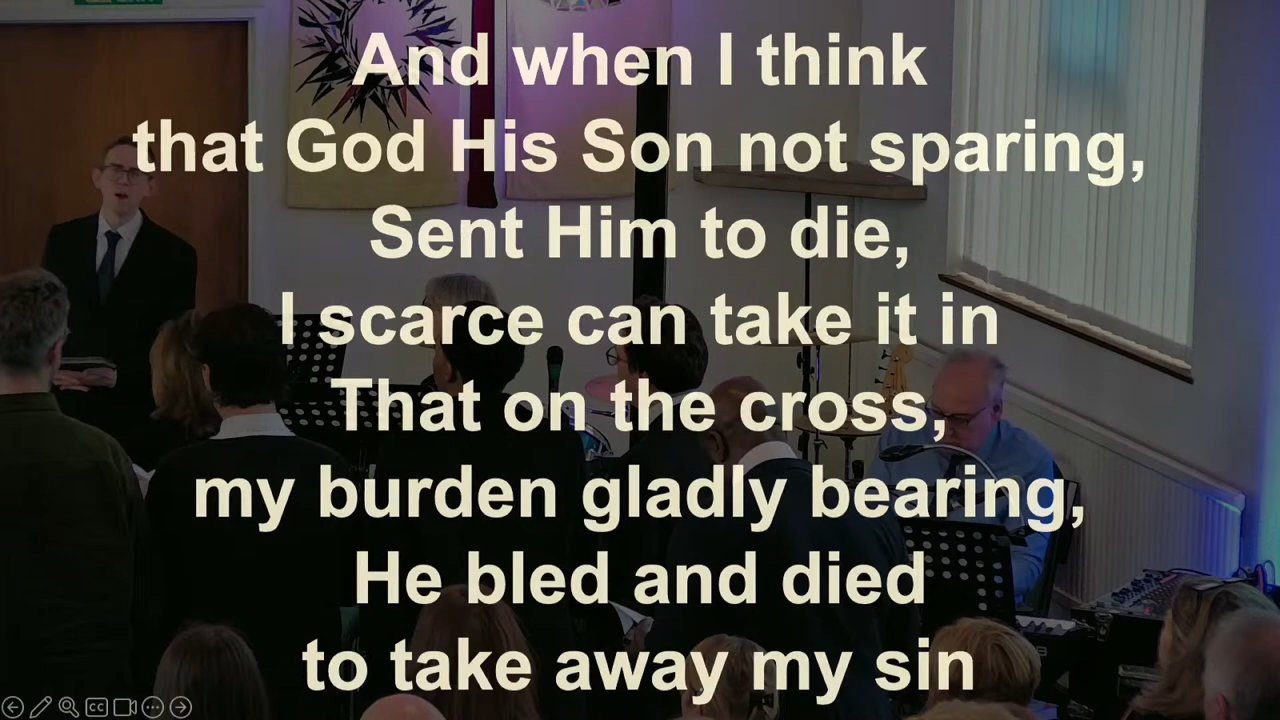 And when I think
that God His Son not sparing,
Sent Him to die,
I scarce can take it in
That on the cross,
my burden gladly bearing,
He bled and died
to take away my sin